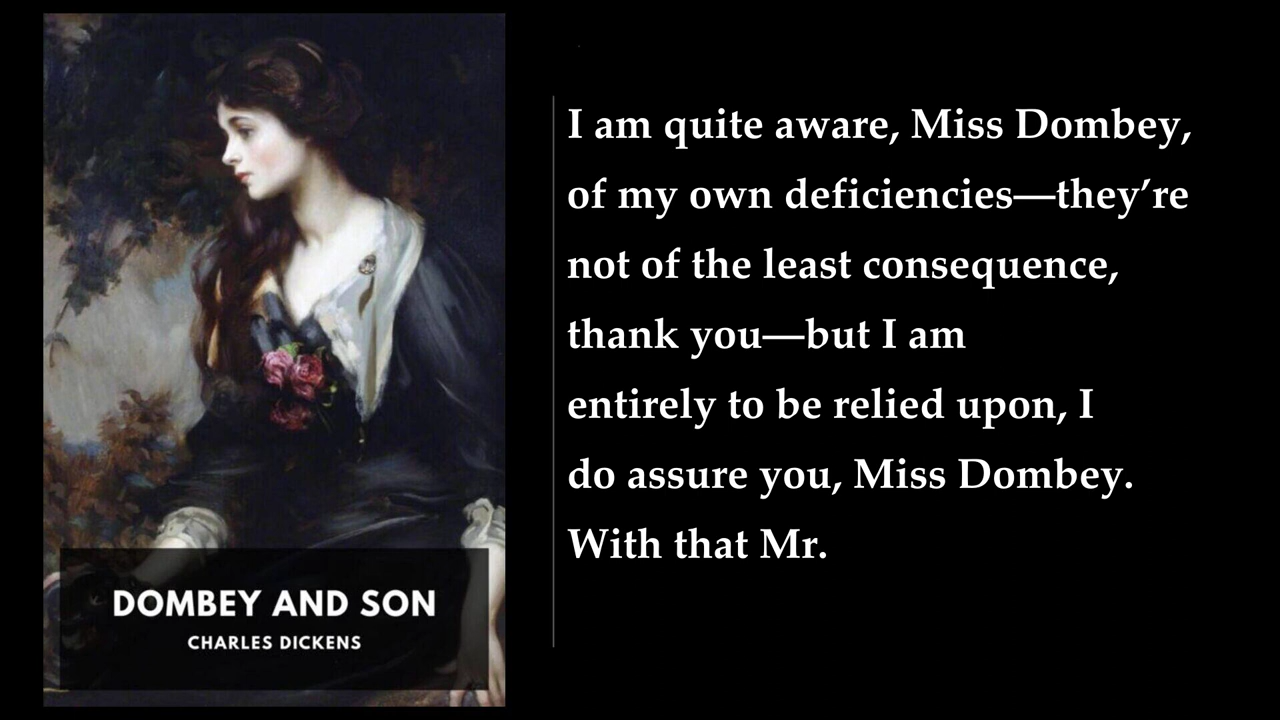 DOMBEY AND SON
CHARLES DICKENS
I am quite aware, Miss Dombey,
of my own deficiencies—they’re
not of the least consequence,
thank you—but I am
entirely to be relied upon, I
do assure you, Miss Dombey.
With that Mr.